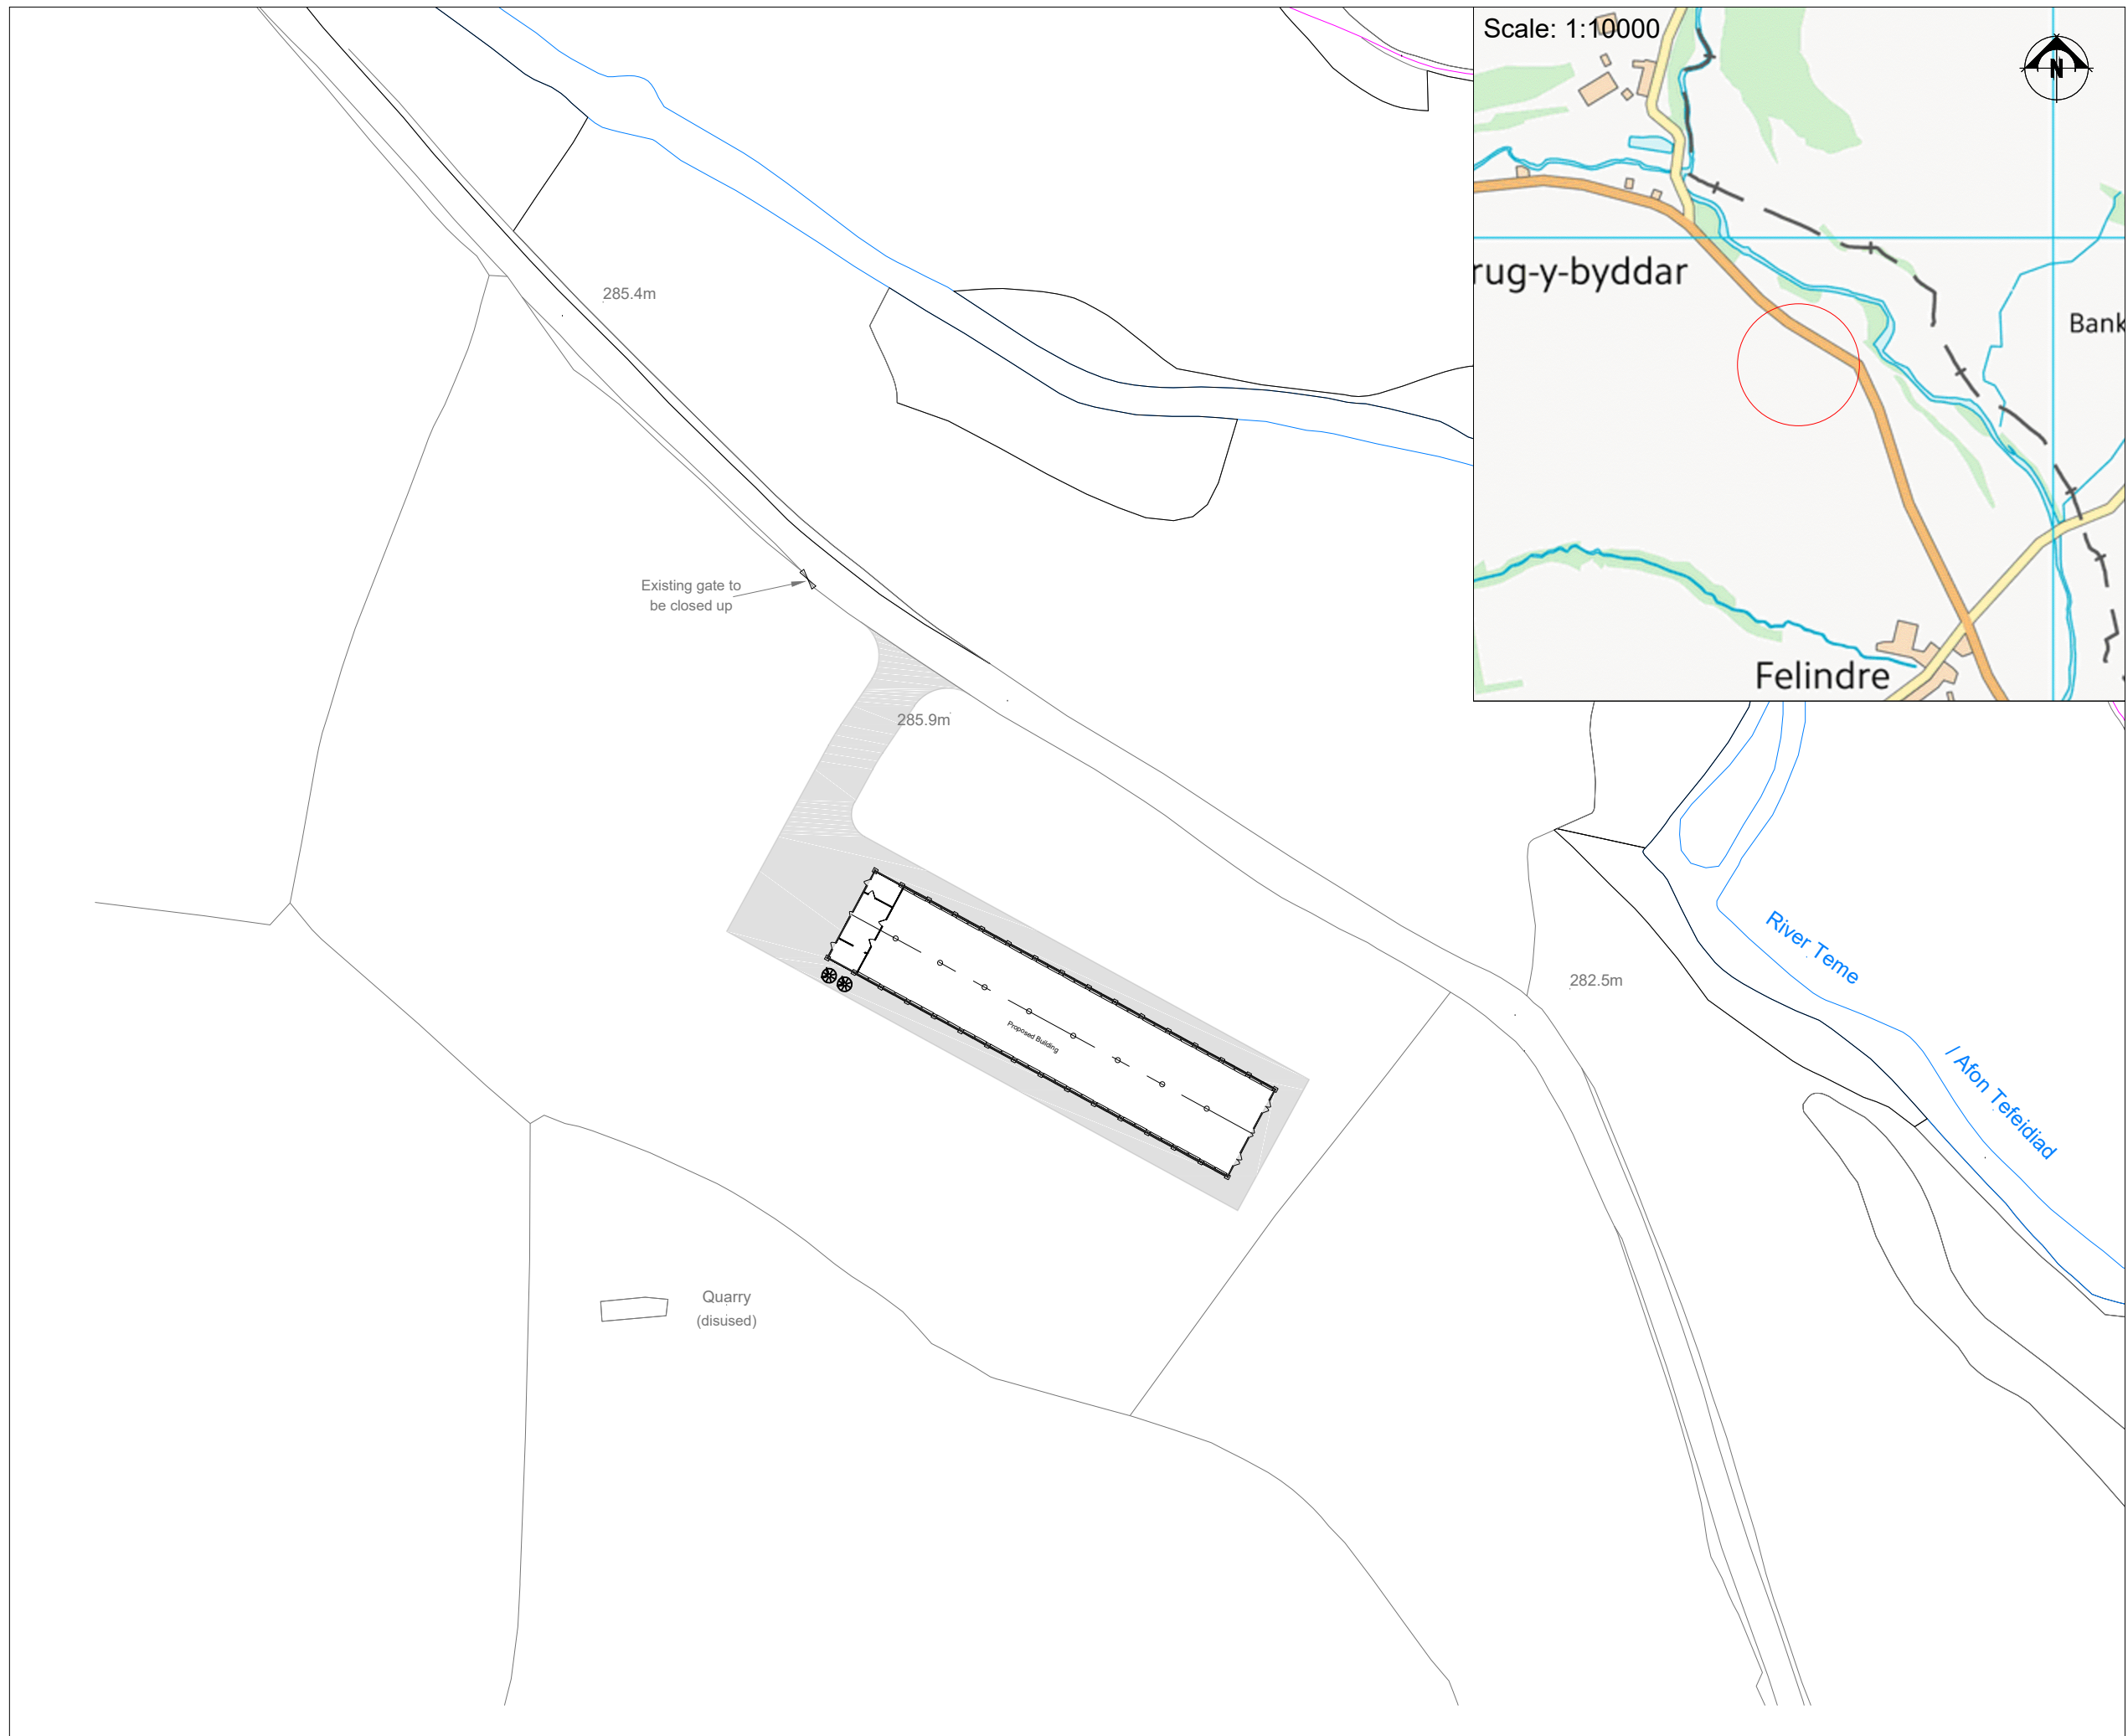 Scale: 1:10000
N
rug-y-byddar
Bank
Felindre
285.4m
Existing gate to
be closed up
285.9m
Proposed Building
282.5m
River Teme
/ Afon Tefeidiad
Quarry
(disused)